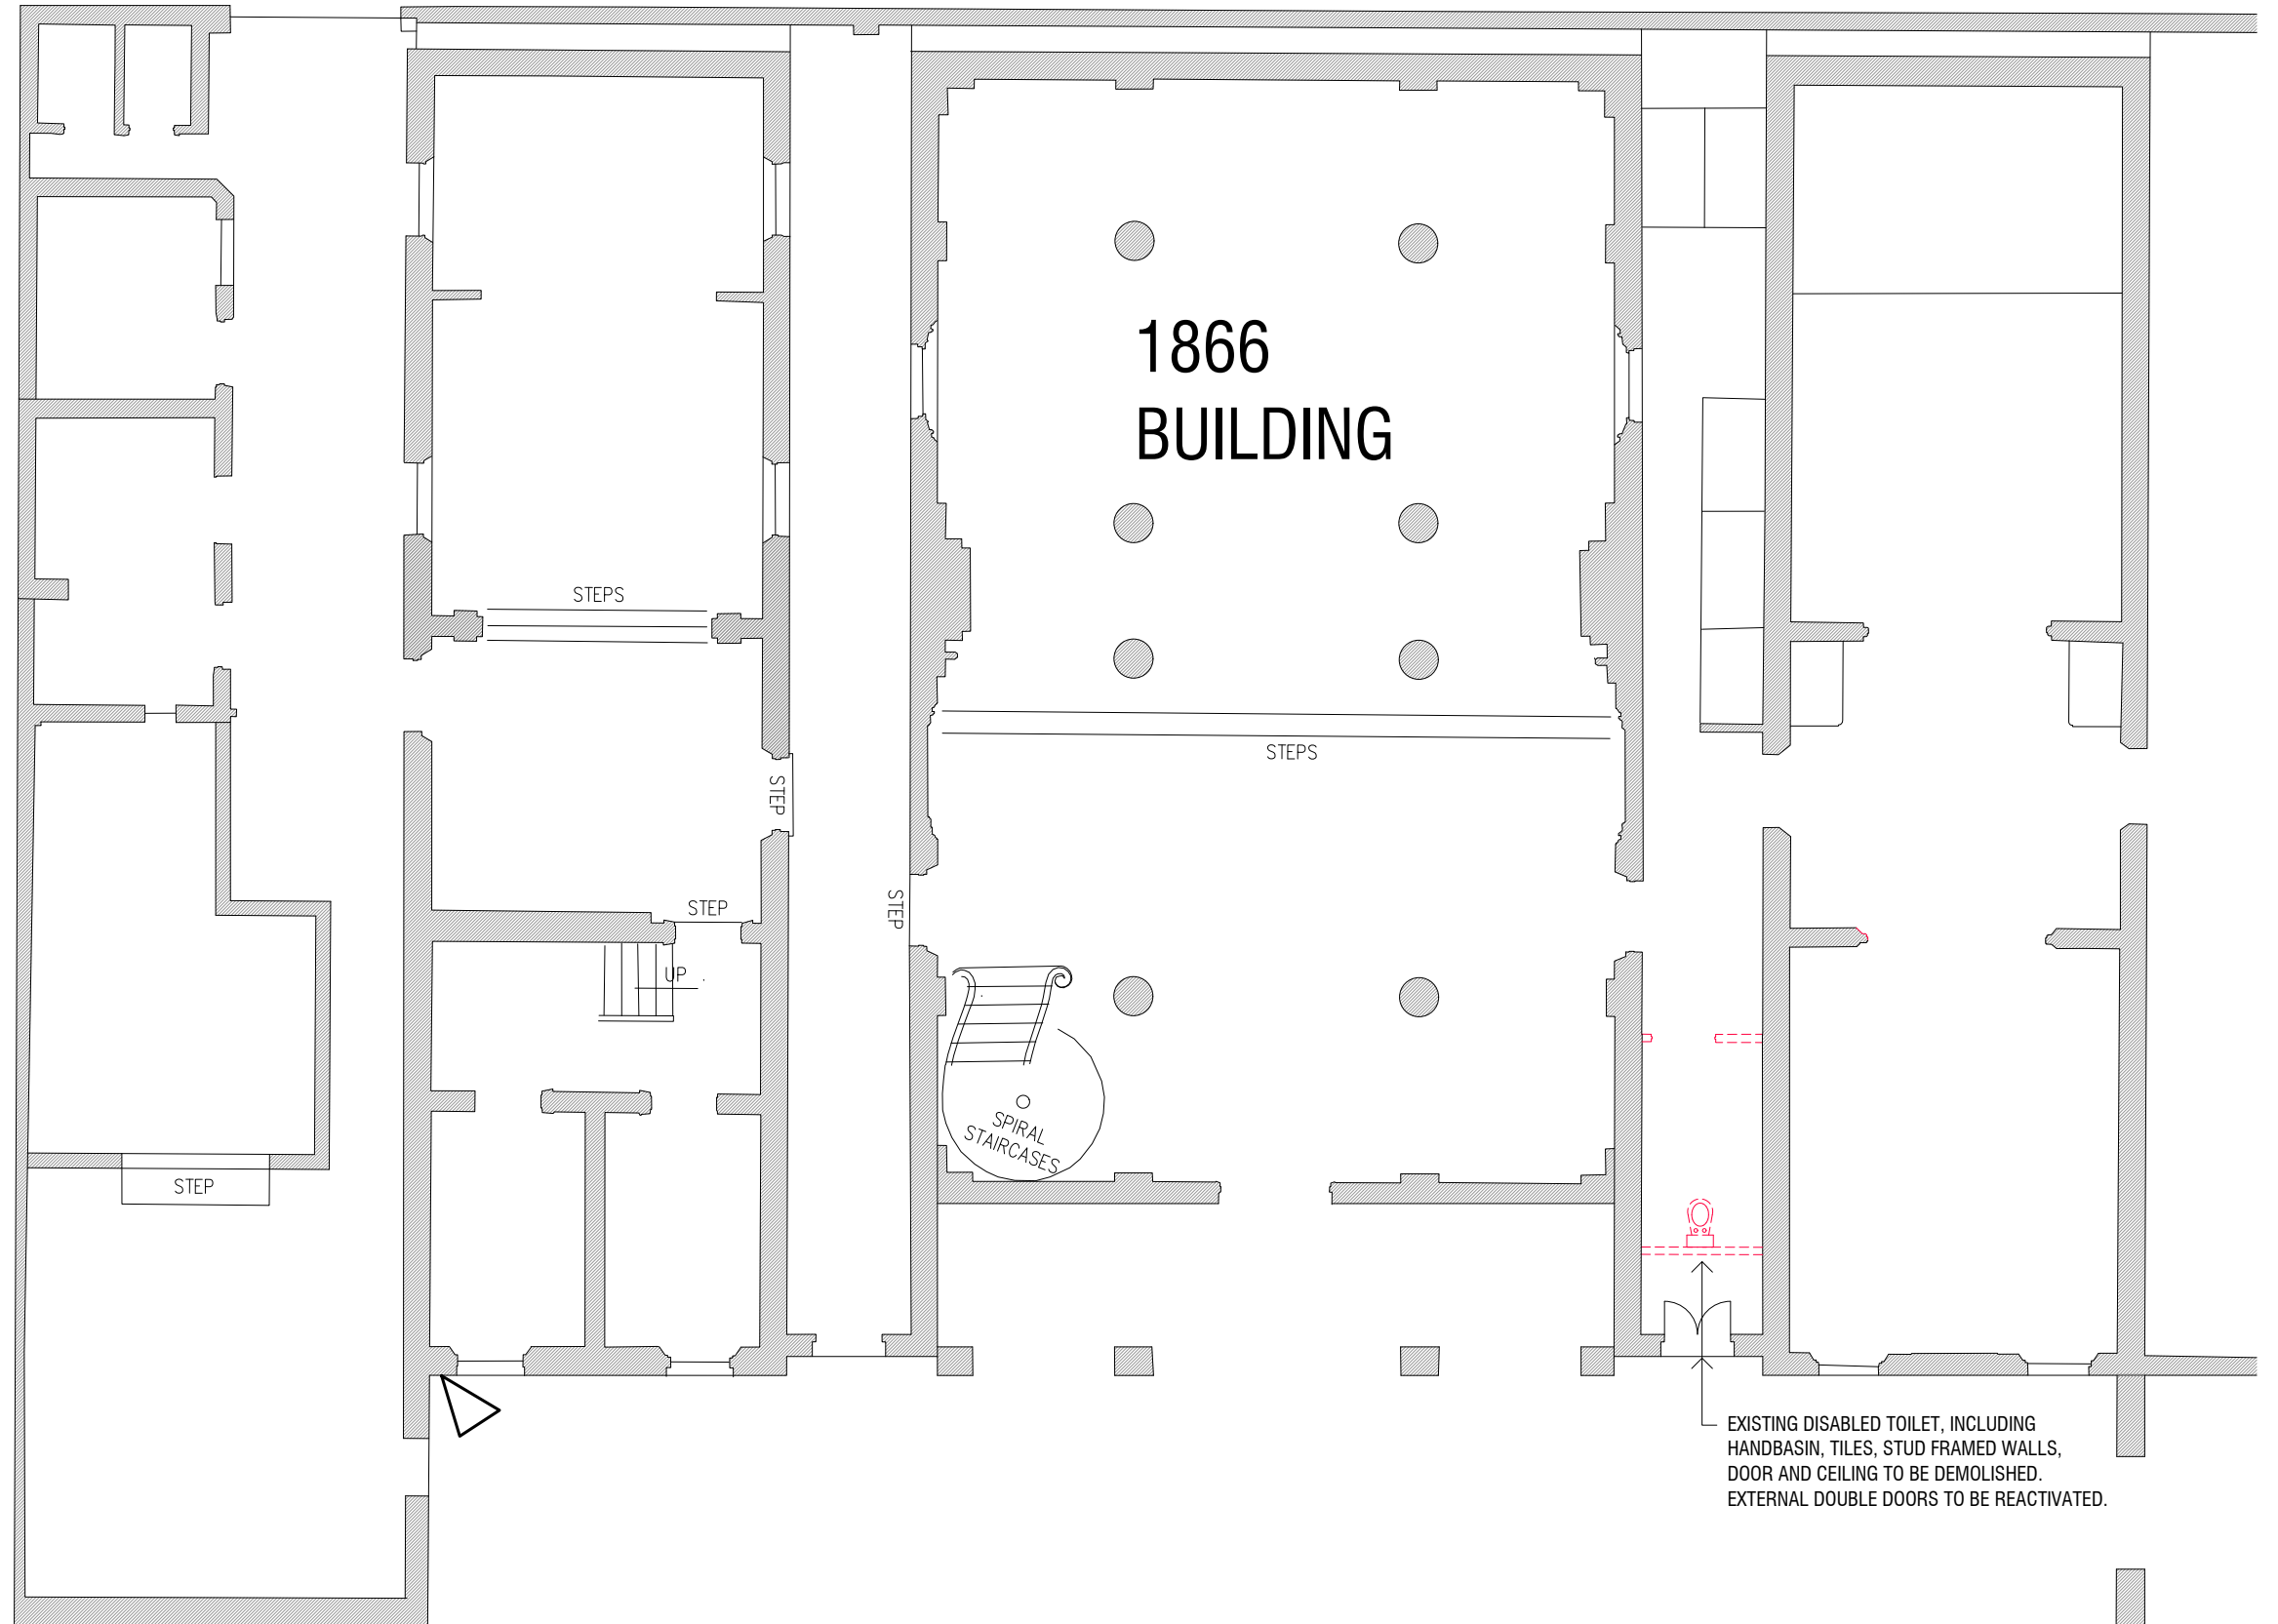 1866
BUILDING
STEPS
STEPS
STEP
STEP
STEP
UP
SPIRAL
STAIRCASES
STEP
EXISTING DISABLED TOILET, INCLUDING
HANDBASIN, TILES, STUD FRAMED WALLS,
DOOR AND CEILING TO BE DEMOLISHED.
EXTERNAL DOUBLE DOORS TO BE REACTIVATED.